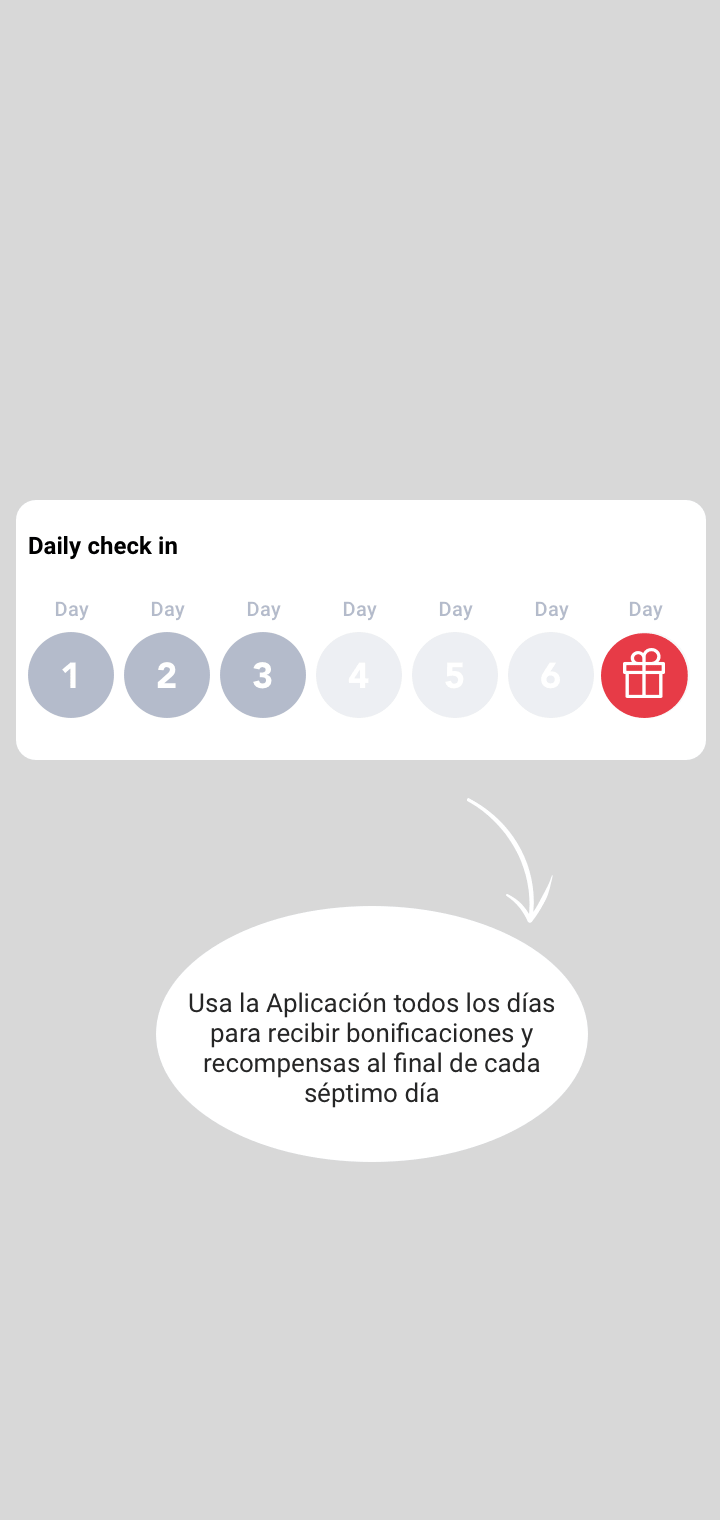 Daily check in
Day Day Day Day Day Day Day
1 2 3 4 5 6
Usa la Aplicación todos los días
para recibir bonificaciones y
recompensas al final de cada
séptimo día